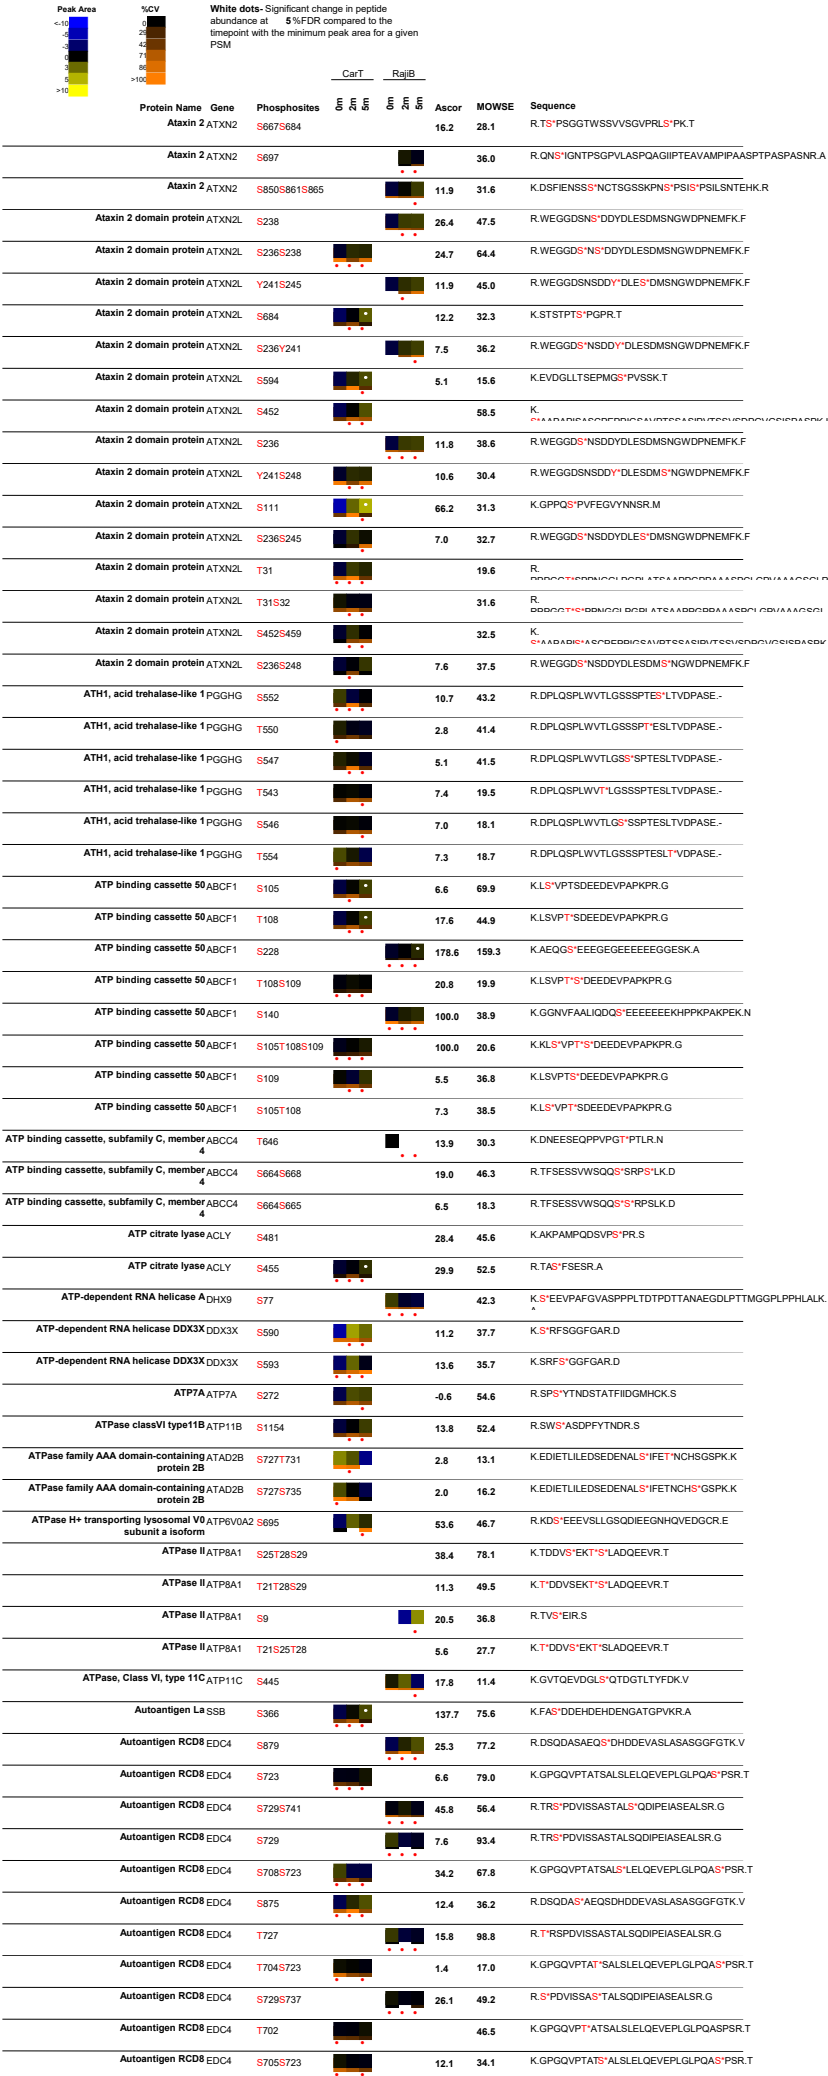 Peak Area %CV White dots- Significant change in peptide
abundance at 5 %FDR compared to the
timepoint with the minimum peak area for a given
PSM
<-10 0
-5 29
-3 42
0 71
3 86
5 >100
>10
CarT RajiB
Protein Name Gene Phosphosites 0m 2m 5m 0m 2m 5m Ascor MOWSE Sequence
Ataxin 2 ATXN2 S667S684 16.2 28.1 R.TS*PSGGTWSSVVSGVPRLS*PK.T
Ataxin 2 ATXN2 S697 36.0 R.QNS*IGNTPSGPVLASPQAGIIPTEAVAMPIPAASPTPASPASNR.A
Ataxin 2 ATXN2 S850S861S865 11.9 31.6 K.DSFIENSSS*NCTSGSSKPNS*PSIS*PSILSNTEHK.R
Ataxin 2 domain protein ATXN2L S238 26.4 47.5 R.WEGGDSNS*DDYDLESDMSNGWDPNEMFK.F
Ataxin 2 domain protein ATXN2L S236S238 24.7 64.4 R.WEGGDS*NS*DDYDLESDMSNGWDPNEMFK.F
Ataxin 2 domain protein ATXN2L Y241S245 11.9 45.0 R.WEGGDSNSDDY*DLES*DMSNGWDPNEMFK.F
Ataxin 2 domain protein ATXN2L S684 12.2 32.3 K.STSTPTS*PGPR.T
Ataxin 2 domain protein ATXN2L S236Y241 7.5 36.2 R.WEGGDS*NSDDY*DLESDMSNGWDPNEMFK.F
Ataxin 2 domain protein ATXN2L S594 5.1 15.6 K.EVDGLLTSEPMGS*PVSSK.T
Ataxin 2 domain protein ATXN2L S452 58.5 K.
Ataxin 2 domain protein ATXN2L S236 11.8 38.6 R.WEGGDS*NSDDYDLESDMSNGWDPNEMFK.F
Ataxin 2 domain protein ATXN2L Y241S248 10.6 30.4 R.WEGGDSNSDDY*DLESDMS*NGWDPNEMFK.F
Ataxin 2 domain protein ATXN2L S111 66.2 31.3 K.GPPQS*PVFEGVYNNSR.M
Ataxin 2 domain protein ATXN2L S236S245 7.0 32.7 R.WEGGDS*NSDDYDLES*DMSNGWDPNEMFK.F
Ataxin 2 domain protein ATXN2L T31 19.6 R.
Ataxin 2 domain protein ATXN2L T31S32 31.6 R.
Ataxin 2 domain protein ATXN2L S452S459 32.5 K.
Ataxin 2 domain protein ATXN2L S236S248 7.6 37.5 R.WEGGDS*NSDDYDLESDMS*NGWDPNEMFK.F
ATH1, acid trehalase-like 1 PGGHG S552 10.7 43.2 R.DPLQSPLWVTLGSSSPTES*LTVDPASE.-
ATH1, acid trehalase-like 1 PGGHG T550 2.8 41.4 R.DPLQSPLWVTLGSSSPT*ESLTVDPASE.-
ATH1, acid trehalase-like 1 PGGHG S547 5.1 41.5 R.DPLQSPLWVTLGSS*SPTESLTVDPASE.-
ATH1, acid trehalase-like 1 PGGHG T543 7.4 19.5 R.DPLQSPLWVT*LGSSSPTESLTVDPASE.-
ATH1, acid trehalase-like 1 PGGHG S546 7.0 18.1 R.DPLQSPLWVTLGS*SSPTESLTVDPASE.-
ATH1, acid trehalase-like 1 PGGHG T554 7.3 18.7 R.DPLQSPLWVTLGSSSPTESLT*VDPASE.-
ATP binding cassette 50 ABCF1 S105 6.6 69.9 K.LS*VPTSDEEDEVPAPKPR.G
ATP binding cassette 50 ABCF1 T108 17.6 44.9 K.LSVPT*SDEEDEVPAPKPR.G
ATP binding cassette 50 ABCF1 S228 178.6 159.3 K.AEQGS*EEEGEGEEEEEEGGESK.A
ATP binding cassette 50 ABCF1 T108S109 20.8 19.9 K.LSVPT*S*DEEDEVPAPKPR.G
ATP binding cassette 50 ABCF1 S140 100.0 38.9 K.GGNVFAALIQDQS*EEEEEEEKHPPKPAKPEK.N
ATP binding cassette 50 ABCF1 S105T108S109 100.0 20.6 K.KLS*VPT*S*DEEDEVPAPKPR.G
ATP binding cassette 50 ABCF1 S109 5.5 36.8 K.LSVPTS*DEEDEVPAPKPR.G
ATP binding cassette 50 ABCF1 S105T108 7.3 38.5 K.LS*VPT*SDEEDEVPAPKPR.G
ATP binding cassette, subfamily C, member ABCC4 T646 13.9 30.3 K.DNEESEQPPVPGT*PTLR.N
4
ATP binding cassette, subfamily C, member ABCC4 S664S668 19.0 46.3 R.TFSESSVWSQQS*SRPS*LK.D
4
ATP binding cassette, subfamily C, member ABCC4 S664S665 6.5 18.3 R.TFSESSVWSQQS*S*RPSLK.D
4
ATP citrate lyase ACLY S481 28.4 45.6 K.AKPAMPQDSVPS*PR.S
ATP citrate lyase ACLY S455 29.9 52.5 R.TAS*FSESR.A
ATP-dependent RNA helicase A DHX9 S77 42.3 K.S*EEVPAFGVASPPPLTDTPDTTANAEGDLPTTMGGPLPPHLALK.
ATP-dependent RNA helicase DDX3X DDX3X S590 11.2 37.7 K.S*RFSGGFGAR.D
ATP-dependent RNA helicase DDX3X DDX3X S593 13.6 35.7 K.SRFS*GGFGAR.D
ATP7A ATP7A S272 -0.6 54.6 R.SPS*YTNDSTATFIIDGMHCK.S
ATPase classVI type11B ATP11B S1154 13.8 52.4 R.SWS*ASDPFYTNDR.S
ATPase family AAA domain-containing ATAD2B S727T731 2.8 13.1 K.EDIETLILEDSEDENALS*IFET*NCHSGSPK.K
protein 2B
ATPase family AAA domain-containing ATAD2B S727S735 2.0 16.2 K.EDIETLILEDSEDENALS*IFETNCHS*GSPK.K
protein 2B
ATPase H+ transporting lysosomal V0 ATP6V0A2 S695 53.6 46.7 R.KDS*EEEVSLLGSQDIEEGNHQVEDGCR.E
subunit a isoform
ATPase II ATP8A1 S25T28S29 38.4 78.1 K.TDDVS*EKT*S*LADQEEVR.T
ATPase II ATP8A1 T21T28S29 11.3 49.5 K.T*DDVSEKT*S*LADQEEVR.T
ATPase II ATP8A1 S9 20.5 36.8 R.TVS*EIR.S
ATPase II ATP8A1 T21S25T28 5.6 27.7 K.T*DDVS*EKT*SLADQEEVR.T
ATPase, Class VI, type 11C ATP11C S445 17.8 11.4 K.GVTQEVDGLS*QTDGTLTYFDK.V
Autoantigen La SSB S366 137.7 75.6 K.FAS*DDEHDEHDENGATGPVKR.A
Autoantigen RCD8 EDC4 S879 25.3 77.2 R.DSQDASAEQS*DHDDEVASLASASGGFGTK.V
Autoantigen RCD8 EDC4 S723 6.6 79.0 K.GPGQVPTATSALSLELQEVEPLGLPQAS*PSR.T
Autoantigen RCD8 EDC4 S729S741 45.8 56.4 R.TRS*PDVISSASTALS*QDIPEIASEALSR.G
Autoantigen RCD8 EDC4 S729 7.6 93.4 R.TRS*PDVISSASTALSQDIPEIASEALSR.G
Autoantigen RCD8 EDC4 S708S723 34.2 67.8 K.GPGQVPTATSALS*LELQEVEPLGLPQAS*PSR.T
Autoantigen RCD8 EDC4 S875 12.4 36.2 R.DSQDAS*AEQSDHDDEVASLASASGGFGTK.V
Autoantigen RCD8 EDC4 T727 15.8 98.8 R.T*RSPDVISSASTALSQDIPEIASEALSR.G
Autoantigen RCD8 EDC4 T704S723 1.4 17.0 K.GPGQVPTAT*SALSLELQEVEPLGLPQAS*PSR.T
Autoantigen RCD8 EDC4 S729S737 26.1 49.2 R.S*PDVISSAS*TALSQDIPEIASEALSR.G
Autoantigen RCD8 EDC4 T702 46.5 K.GPGQVPT*ATSALSLELQEVEPLGLPQASPSR.T
Autoantigen RCD8 EDC4 S705S723 12.1 34.1 K.GPGQVPTATS*ALSLELQEVEPLGLPQAS*PSR.T